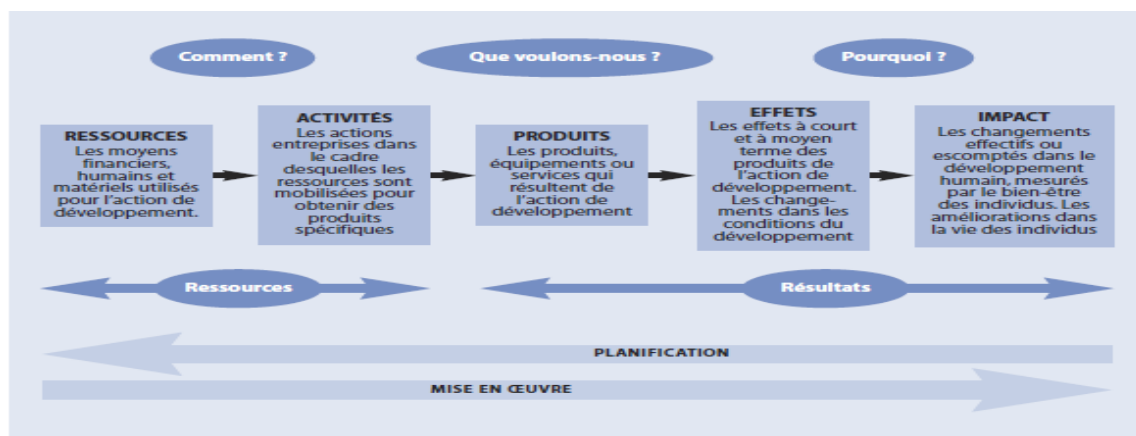 Comment ?
Que voulons-nous ?
Pourquoi ?
RESSOURCES
Les moyens
financiers,
humains et
matériels utilisés
pour l'action de
développement.
ACTIVITÉS
Les actions
entreprises dans
le cadre
desquelles les
ressources sont
mobilisées pour
obtenir des
produits
spécifiques
PRODUITS
Les produits,
équipements ou
services qui
résultent de
l'action de
développement
EFFETS
Les effets à court
et à moyen
terme des
produits de
l'action de
développement.
Les change-
ments dans les
conditions du
développement
IMPACT
Les changements
effectifs ou
escomptés dans le
développement
humain, mesurés
par le bien-être
des individus. Les
améliorations dans
la vie des individus
Ressources
Résultats
PLANIFICATION
MISE EN ŒUVRE